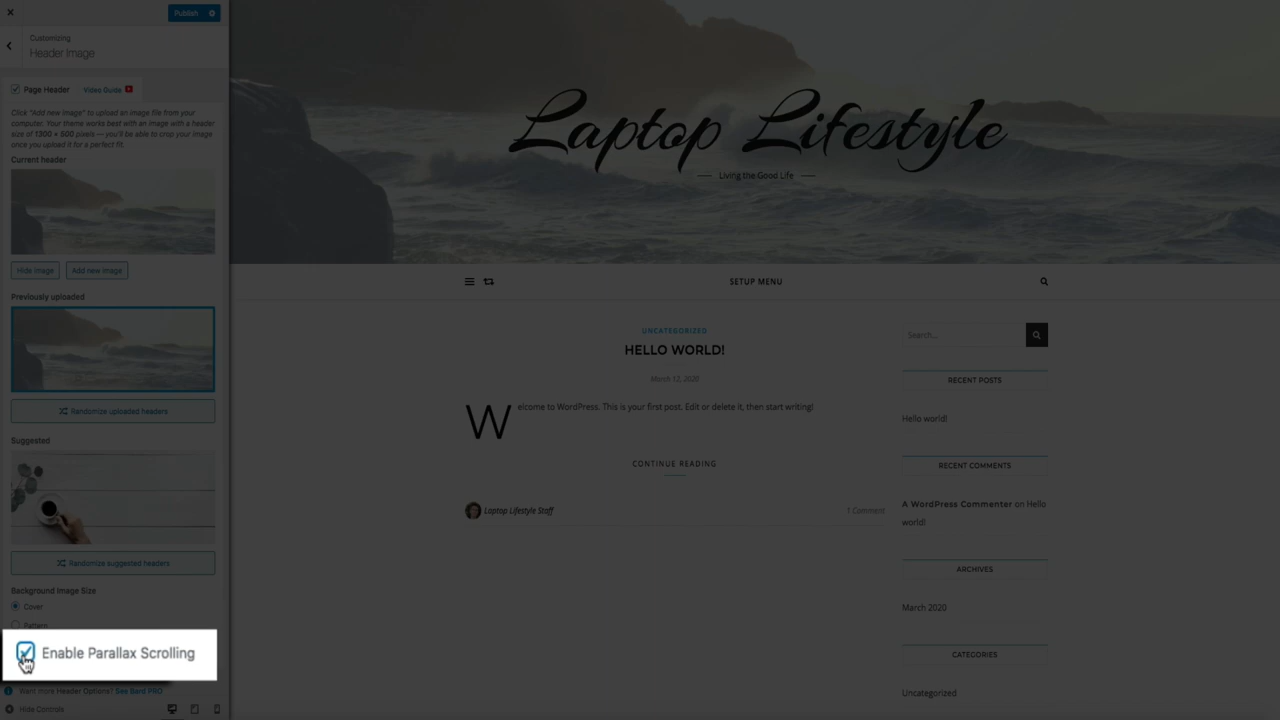 Publish
Customizing
Header Image
Page Header
Video Guide
Click "Add new image" to upload an image file from your
computer. Your theme works best with an image with a header
size of 1300 × 500 pixels — you'll be able to crop your image
once you upload it for a perfect fit.
Current header
Hide image
Add new image
Previously uploaded
Randomize uploaded headers
Suggested
Randomize suggested headers
Background Image Size
Cover
Pattern
Enable Parallax Scrolling
Want more Header Options? See Bard PRO
Hide Controls
Laptop Lifestyle
Living the Good Life
SETUP MENU
UNCATEGORIZED
HELLO WORLD!
March 12, 2020
Welcome to WordPress. This is your first post. Edit or delete it, then start writing!
CONTINUE READING
Laptop Lifestyle Staff
1 Comment
Search...
RECENT POSTS
Hello world!
RECENT COMMENTS
A WordPress Commenter on Hello
world!
ARCHIVES
March 2020
CATEGORIES
Uncategorized